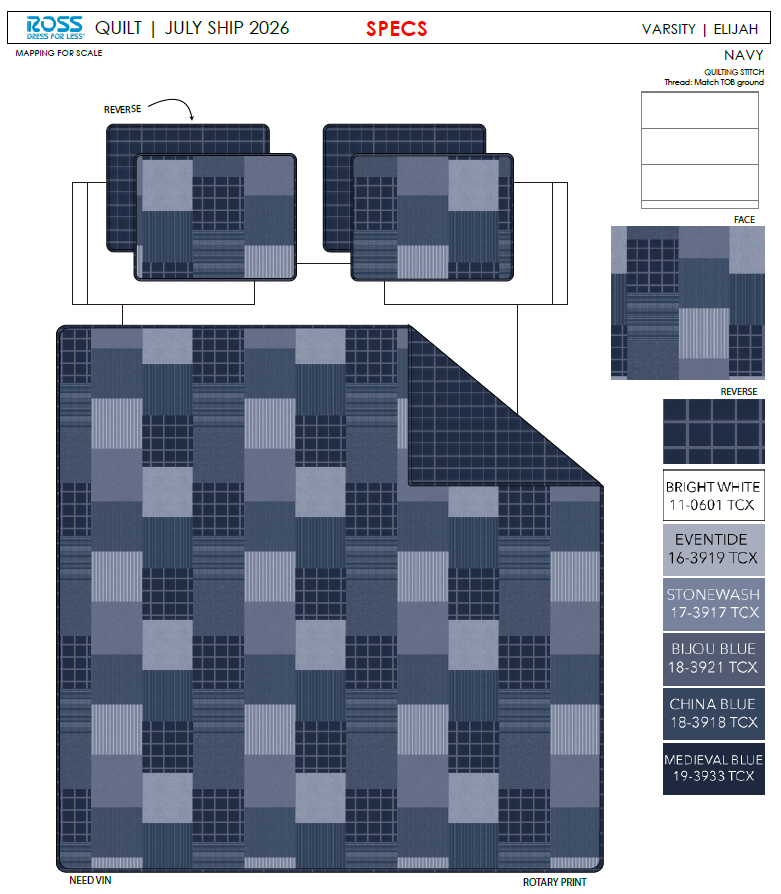 ROSS
DRESS FOR LESS®
QUILT | JULY SHIP 2026
SPECS
VARSITY | ELIJAH
MAPPING FOR SCALE
NAVY
QUILTING STITCH
Thread: Match TOB ground
REVERSE
FACE
REVERSE
BRIGHT WHITE
11-0601 TCX
EVENTIDE
16-3919 TCX
STONEWASH
17-3917 TCX
BIJOU BLUE
18-3921 TCX
CHINA BLUE
18-3918 TCX
MEDIEVAL BLUE
19-3933 TCX
NEED VIN
ROTARY PRINT